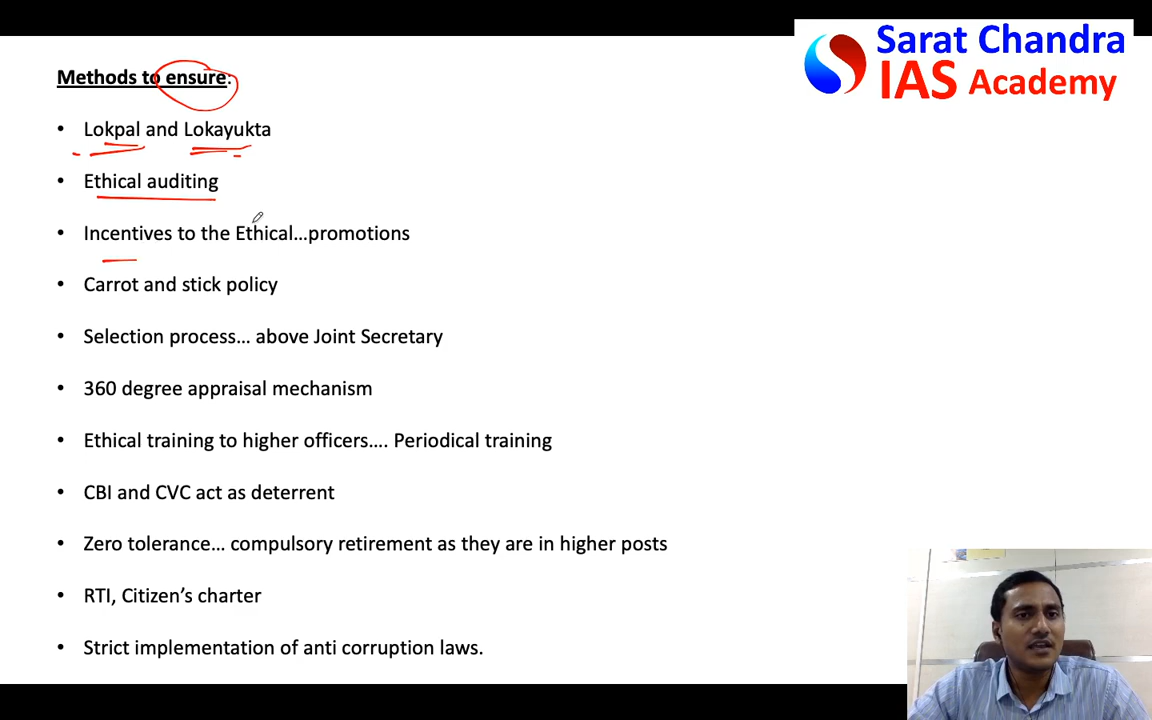 Sarat Chandra
IAS Academy
Methods to ensure:
• Lokpal and Lokayukta
• Ethical auditing
• Incentives to the Ethical...promotions
• Carrot and stick policy
• Selection process... above Joint Secretary
• 360 degree appraisal mechanism
• Ethical training to higher officers.... Periodical training
• CBI and CVC act as deterrent
• Zero tolerance... compulsory retirement as they are in higher posts
• RTI, Citizen’s charter
• Strict implementation of anti corruption laws.